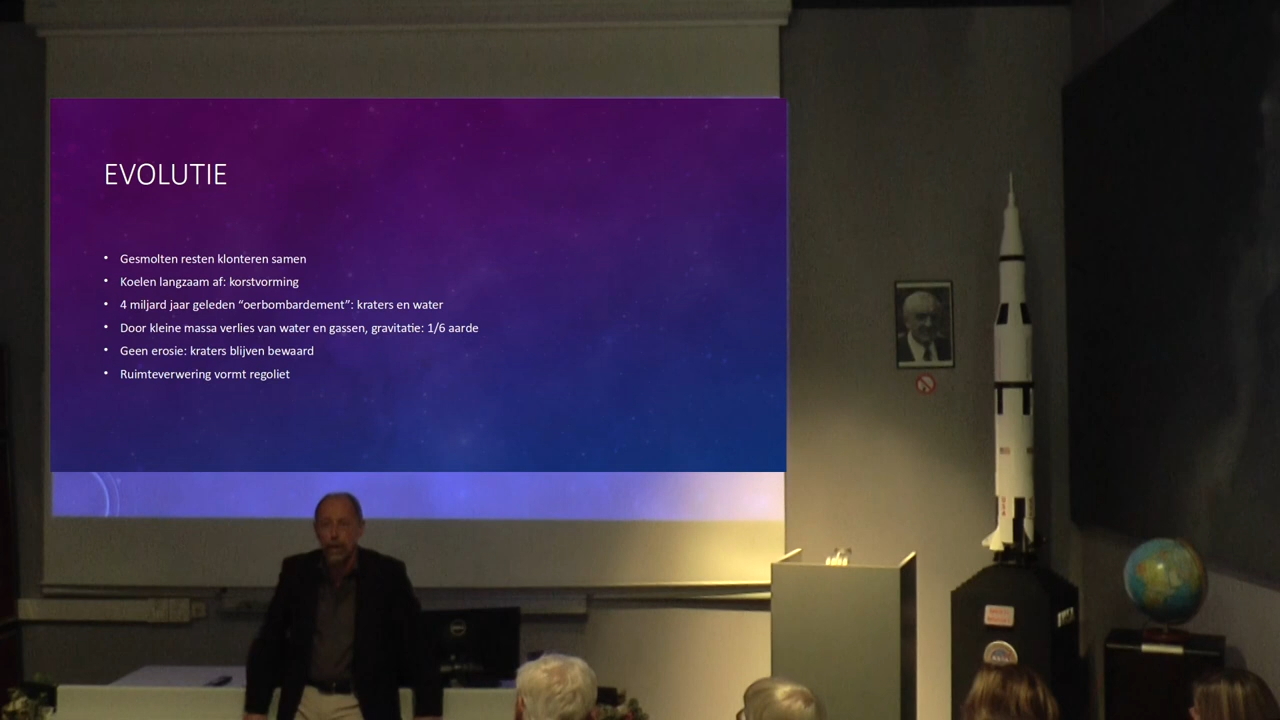 EVOLUTIE
• Gesmolten resten klonteren samen
• Koelen langzaam af: korstvorming
• 4 miljard jaar geleden “oerbombardement”: kraters en water
• Door kleine massa verlies van water en gassen, gravitatie: 1/6 aarde
• Geen erosie: kraters blijven bewaard
• Ruimteverwering vormt regoliet